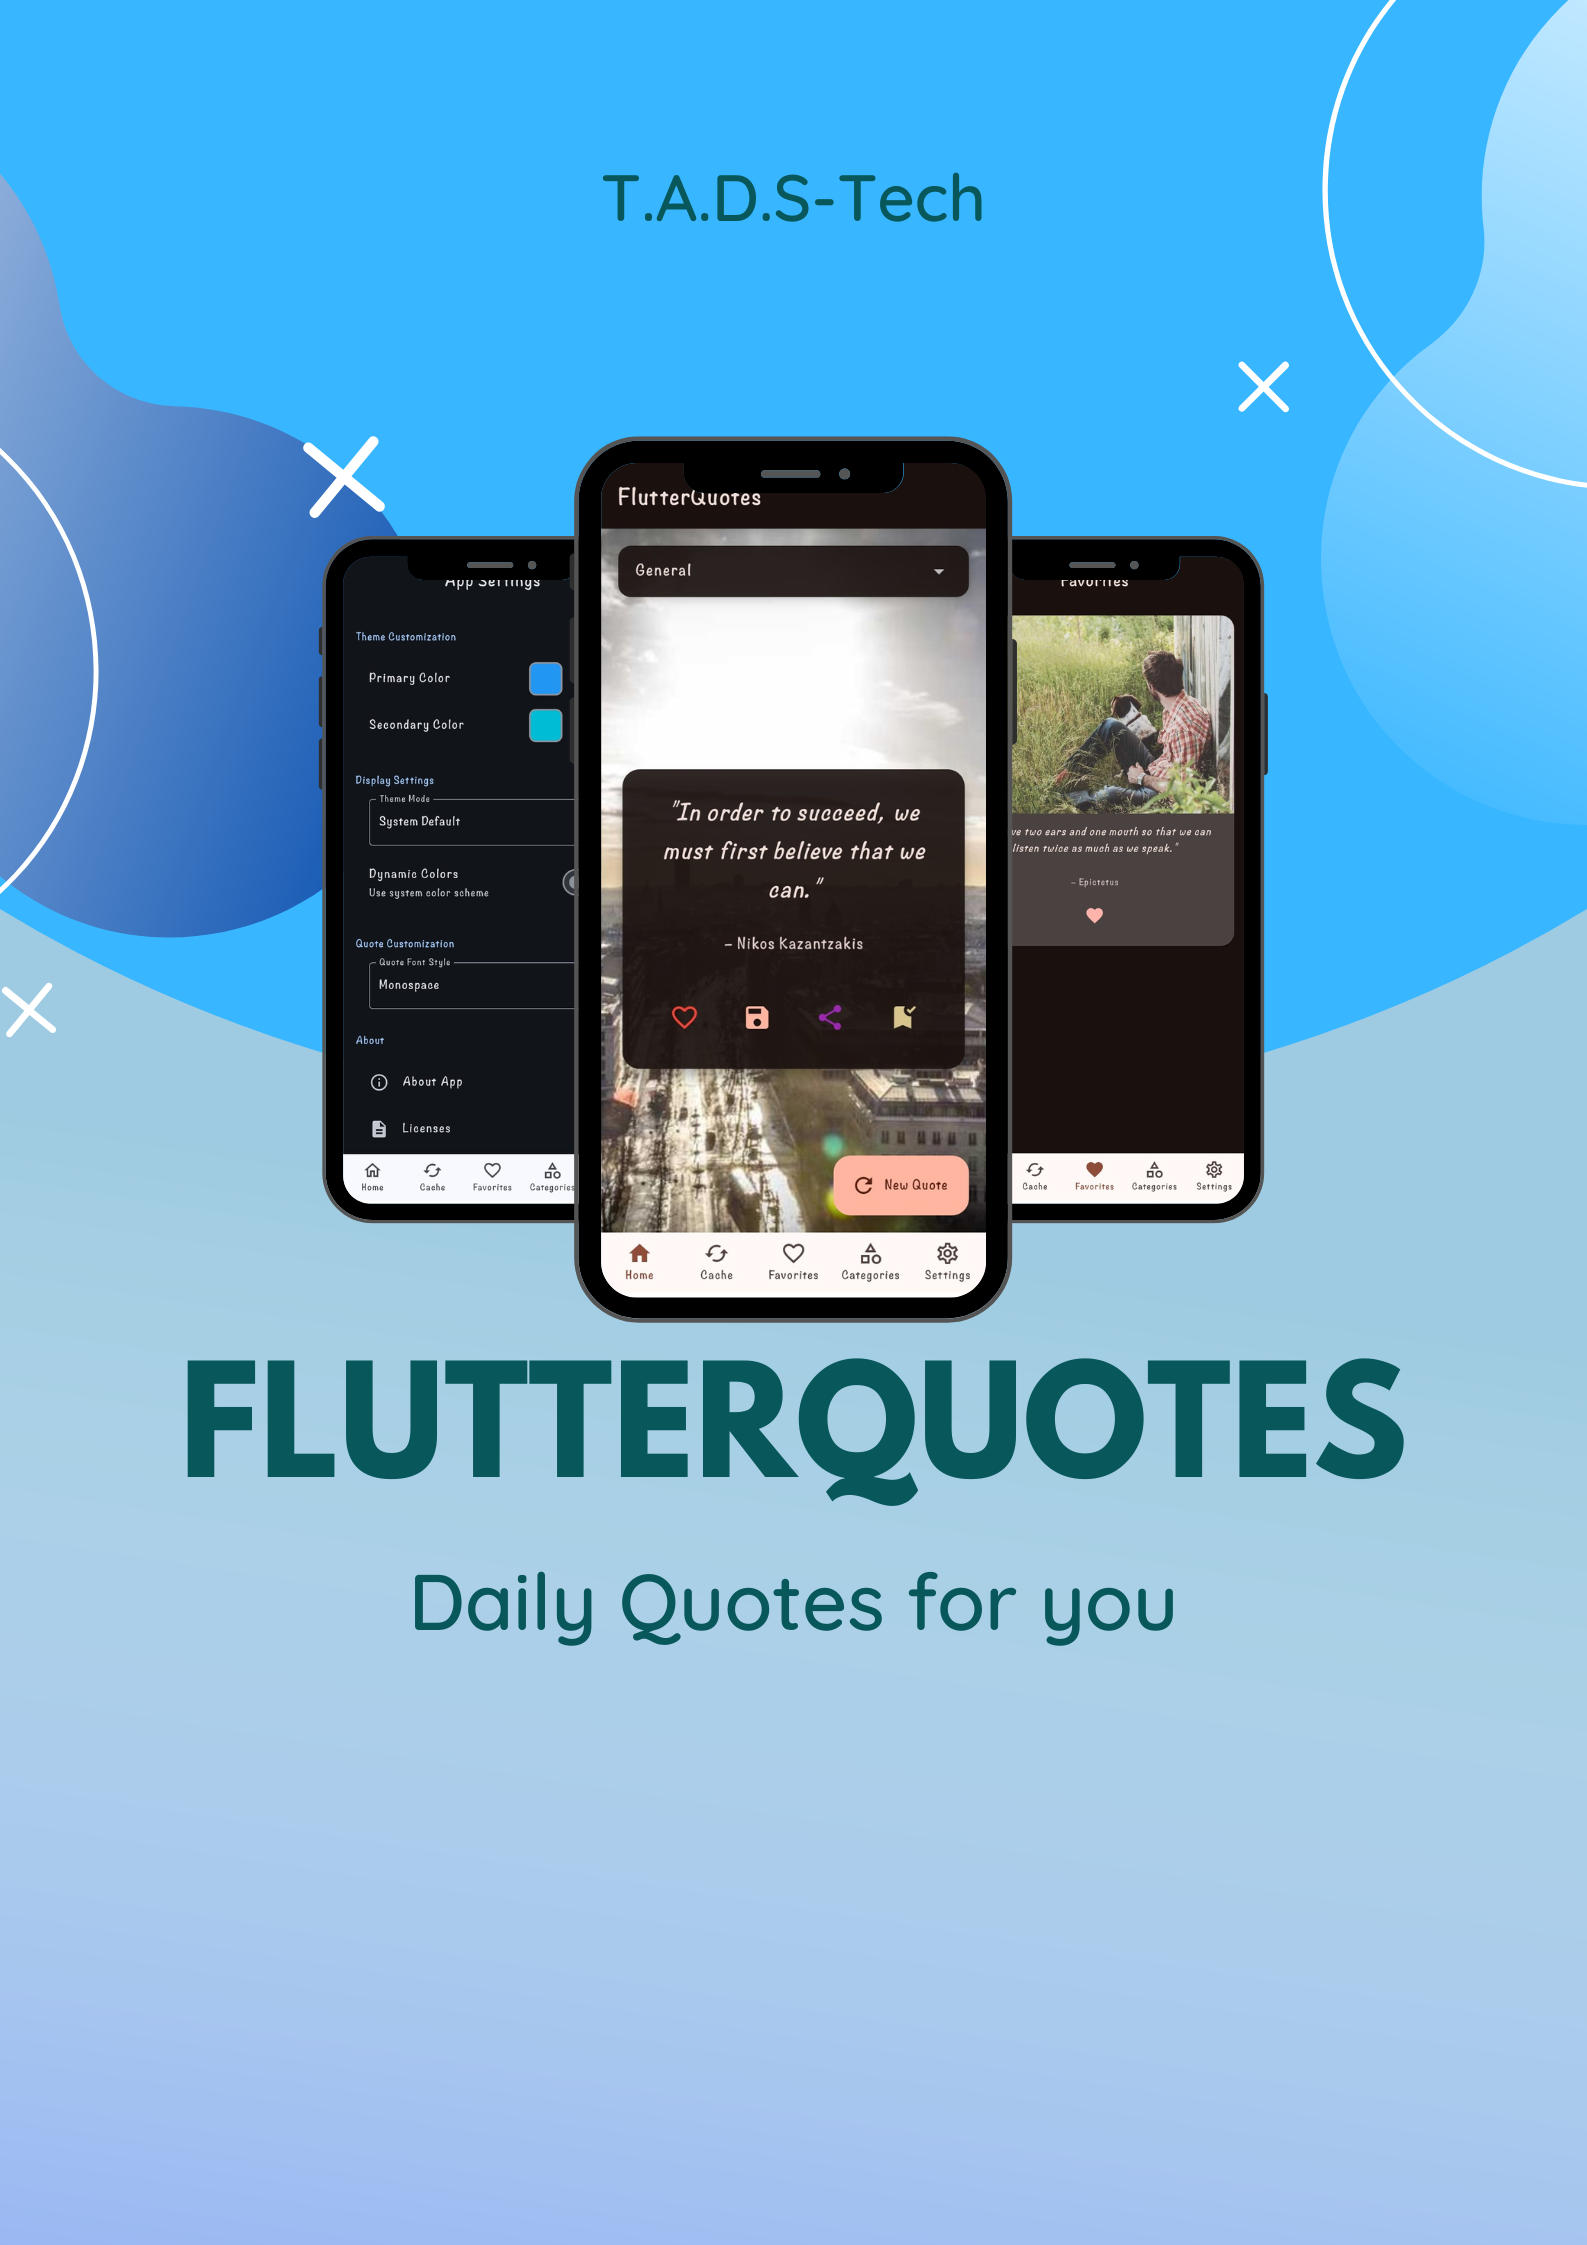 T.A.D.S-Tech
App Settings
Theme Customization
Primary Color
Secondary Color
Display Settings
Theme Mode
System Default
Dynamic Colors
Use system color scheme
Quote Customization
Quote Font Style
Monospace
About
About App
Licenses
Home Cache Favorites Categories
FlutterQuotes
General
"In order to succeed, we
must first believe that we
can."
– Nikos Kazantzakis
New Quote
Home Cache Favorites Categories Settings
Favorites
ve two ears and one mouth so that we can
listen twice as much as we speak."
– Epictetus
Cache Favorites Categories Settings
FLUTTERQUOTES
Daily Quotes for you